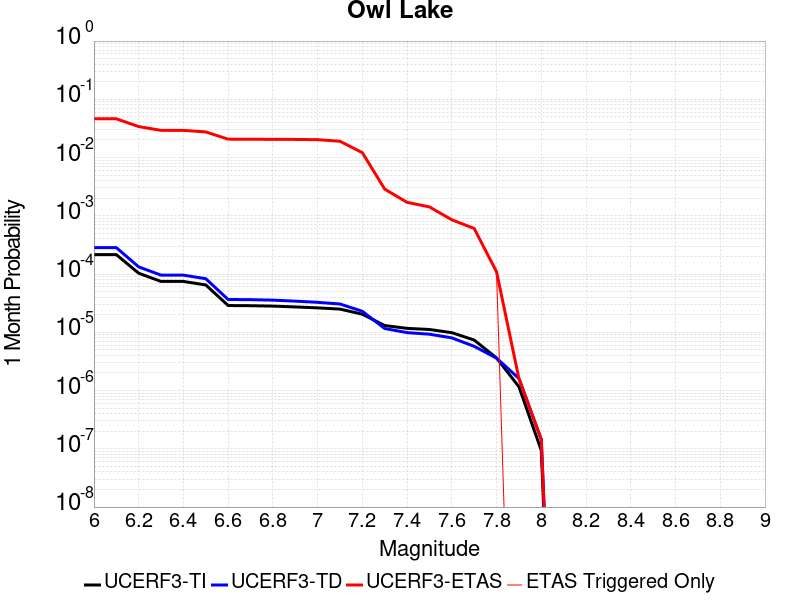 Owl Lake
10^0
10^-1
10^-2
10^-3
10^-4
10^-5
10^-6
10^-7
10^-8
1 Month Probability
6 6.2 6.4 6.6 6.8 7 7.2 7.4 7.6 7.8 8 8.2 8.4 8.6 8.8 9
Magnitude
UCERF3-TI UCERF3-TD UCERF3-ETAS ETAS Triggered Only